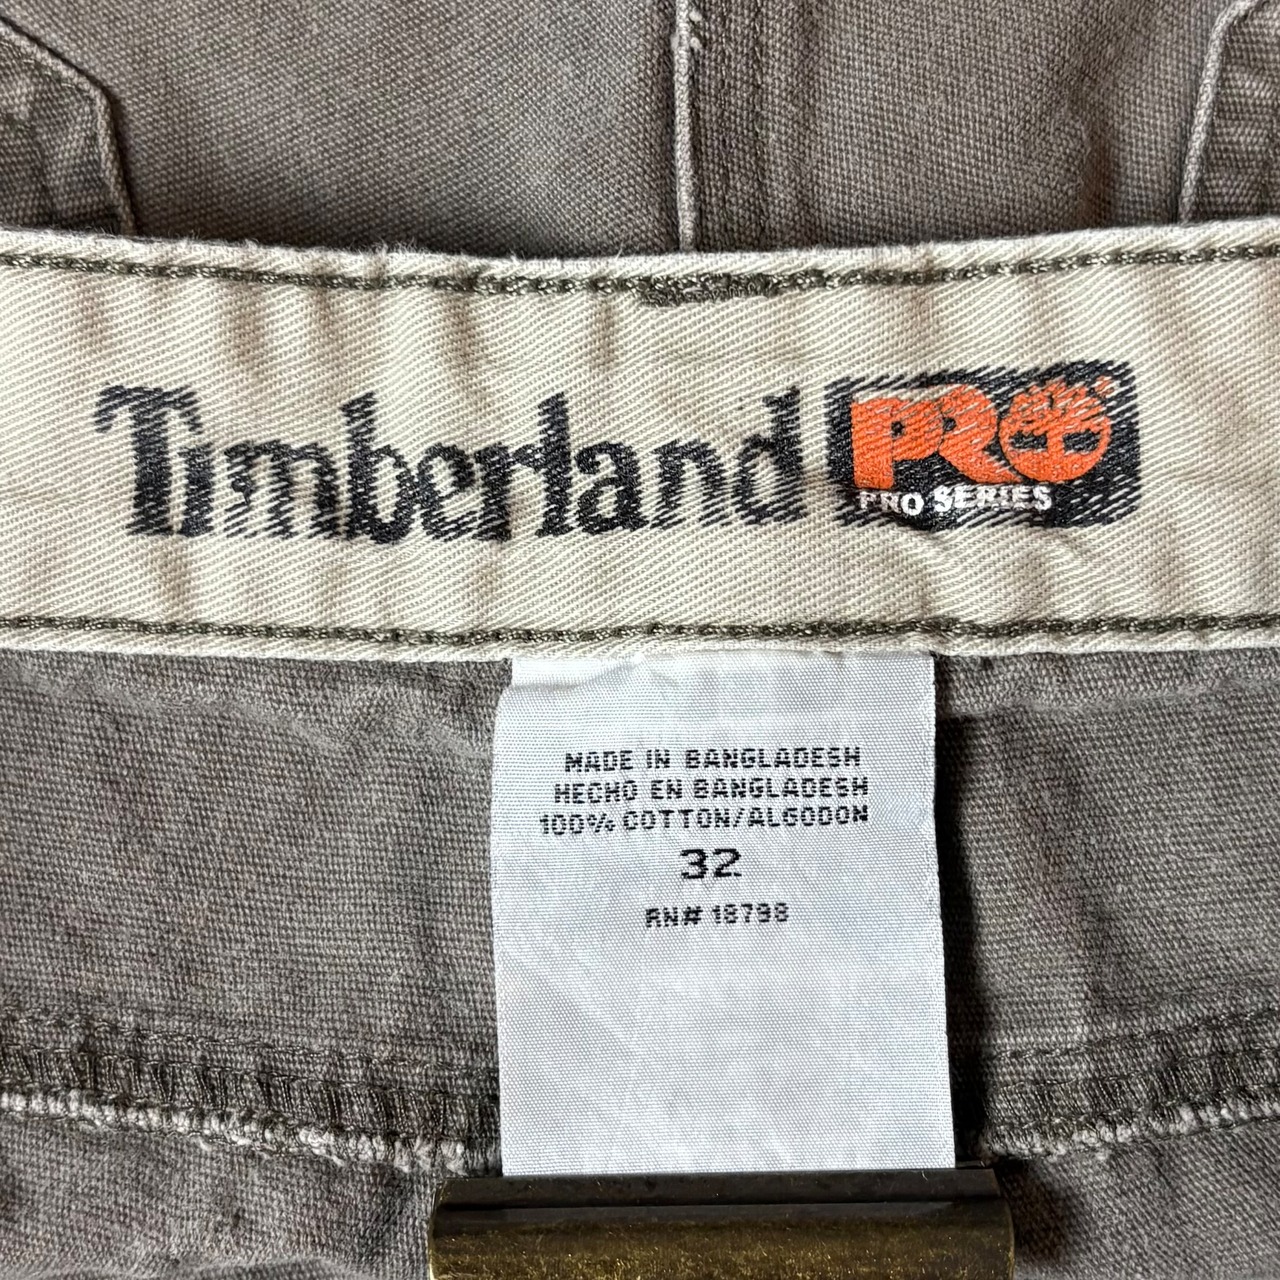 Timberland PRO
PRO SERIES
MADE IN BANGLADESH
HECHO EN BANGLADESH
100% COTTON/ALGODON
32
RN# 18798